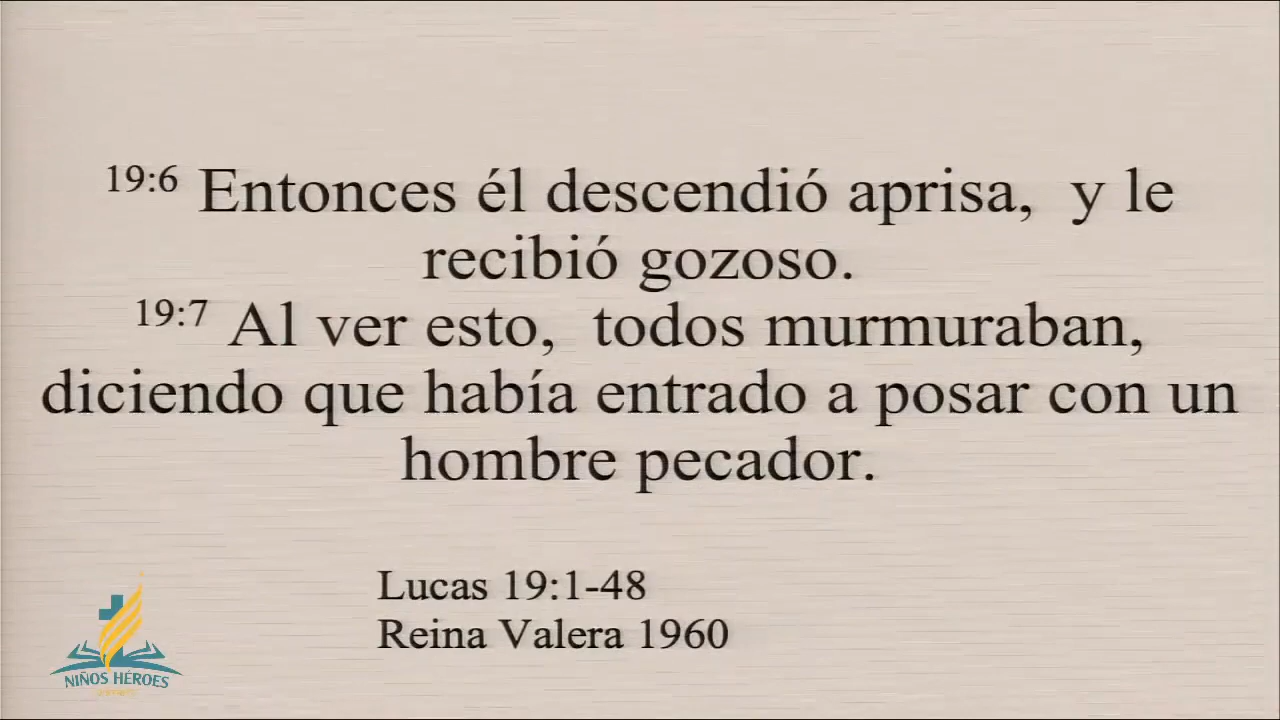 19:6 Entonces él descendió aprisa,  y le
recibió gozoso.
19:7 Al ver esto,  todos murmuraban,
diciendo que había entrado a posar con un
hombre pecador.
Lucas 19:1-48
Reina Valera 1960
NIÑOS HÉROES